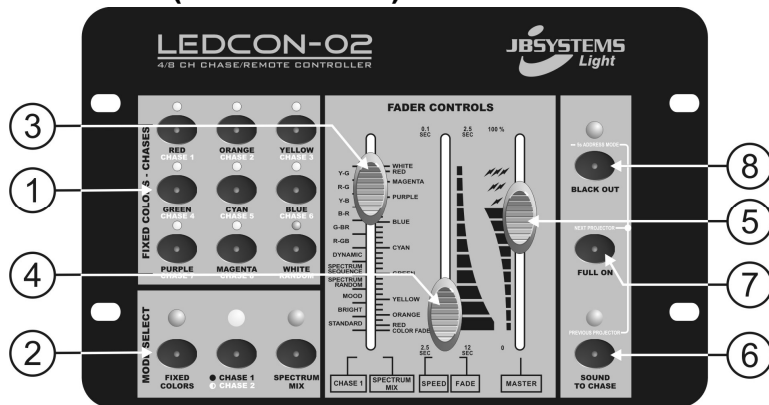 LEDCON-02
4/8 CH CHASE/REMOTE CONTROLLER
JBSYSTEMS
Light
FIXED COLORS - CHASES
RED
CHASE 1
ORANGE
CHASE 2
YELLOW
CHASE 3
GREEN
CHASE 4
CYAN
CHASE 5
BLUE
CHASE 6
PURPLE
MAGENTA
WHITE
RANDOM
MODE SELECT
FIXED COLORS
CHASE 1
CHASE 2
SPECTRUM MIX
FADER CONTROLS
0.1 SEC
2.5 SEC
100 %
Y-G
R-G
Y-B
B-R
G-BR
R-GB
DYNAMIC
SPECTRUM SEQUENCE
SPECTRUM RANDOM
MOOD
BRIGHT
STANDARD
WHITE
RED
MAGENTA
PURPLE
BLUE
CYAN
GREEN
YELLOW
ORANGE
RED
COLOR FADE
2.5 SEC
12 SEC
0
CHASE 1
SPECTRUM MIX
SPEED
FADE
MASTER
ADDRESS MODE
BLACK OUT
NEXT PROJECTOR
FULL ON
PREVIOUS PROJECTOR
SOUND TO CHASE
3
1
4
2
8
5
7
6